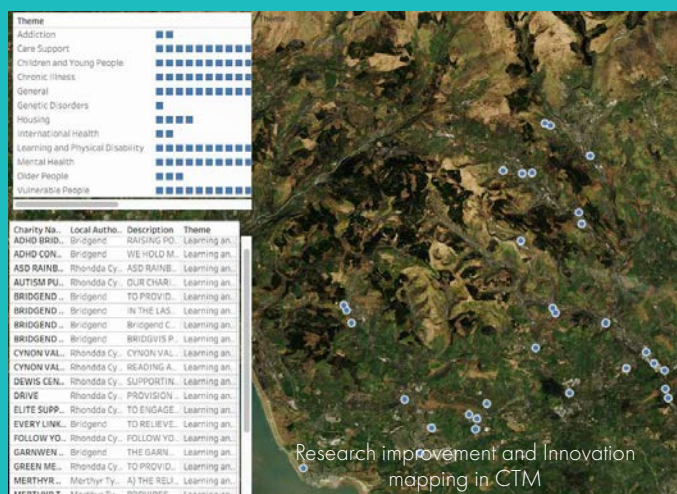 Theme
Theme
Addiction
Care Support
Children and Young People
Chronic Illness
General
Genetic Disorders
Housing
International Health
Learning and Physical Disability
Mental Health
Older People
Vulnerable People
Charity Na.. Local Autho.. Description Theme
ADHD BRID.. Bridgend RAISING PO.. Learning an..
ADHD CON.. Bridgend WE HOLD M.. Learning an..
ASD RAINB.. Rhondda Cy.. ASD RAINB.. Learning an..
AUTISM PU.. Rhondda Cy.. OUR CHARI.. Learning an..
BRIDGEND .. Bridgend TO PROVID.. Learning an..
BRIDGEND .. Bridgend IN THE LAS.. Learning an..
BRIDGEND .. Bridgend Bridgend C.. Learning an..
BRIDGEND .. Bridgend BRIDGVIS P.. Learning an..
CYNON VAL.. Rhondda Cy.. CYNON VAL.. Learning an..
CYNON VAL.. Rhondda Cy.. READING A.. Learning an..
DEWIS CEN.. Rhondda Cy.. SUPPORTIN.. Learning an..
DRIVE Rhondda Cy.. PROVISION .. Learning an..
ELITE SUPP.. Rhondda Cy.. TO ENGAGE.. Learning an..
EVERY LINK.. Bridgend TO RELIEVE.. Learning an..
FOLLOW YO.. Rhondda Cy.. FOLLOW YO.. Learning an..
GARNWEN .. Bridgend THE GARN.. Learning an..
GREEN ME.. Rhondda Cy.. TO PROVID.. Learning an..
MERTHYR .. Merthyr Ty.. A) THE RELI.. Learning an..
MERTHYR T.. Merthyr Ty.. PROVIDES .. Learning an..
Research improvement and Innovation
mapping in CTM